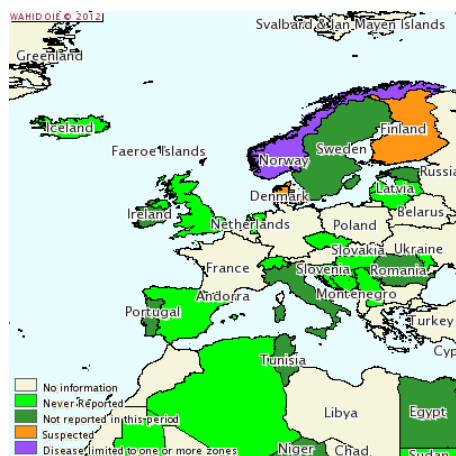 WAHID OIE © 2012
Svalbard & Jan Mayen Islands
Greenland
Iceland
Finland
Faeroe Islands
Sweden
Norway
Russia
Latvia
Denmark
Belarus
Ireland
Netherlands
Poland
Slovakia
Ukraine
France
Slovenia
Romania
Andorra
Montenegro
Portugal
Turkey
Cyp
Tunisia
No information
Never Reported
Not reported in this period
Suspected
Disease limited to one or more zones
Libya
Egypt
Niger
Chad.
Sudan